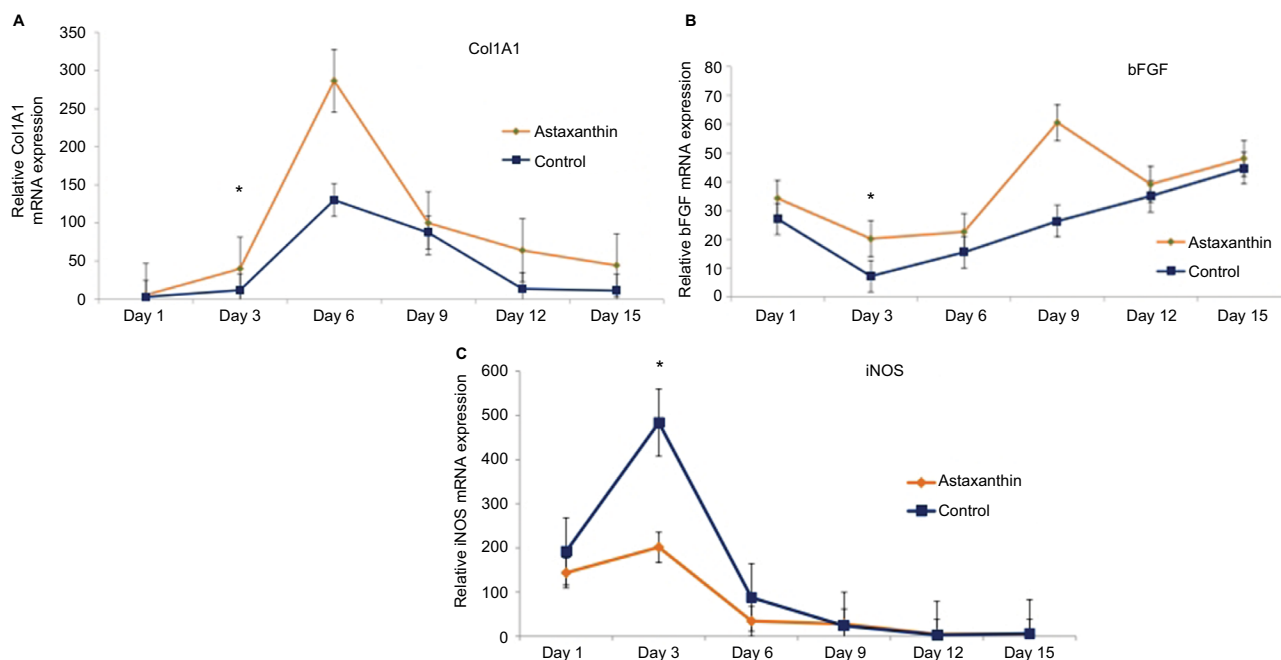 A
Col1A1
Relative Col1A1
mRNA expression
350
300
250
200
150
100
50
0
*
Astaxanthin
Control
Day 1 Day 3 Day 6 Day 9 Day 12 Day 15
B
bFGF
Relative bFGF mRNA expression
80
70
60
50
40
30
20
10
0
*
Astaxanthin
Control
Day 1 Day 3 Day 6 Day 9 Day 12 Day 15
C
iNOS
Relative iNOS mRNA expression
600
500
400
300
200
100
0
*
Astaxanthin
Control
Day 1 Day 3 Day 6 Day 9 Day 12 Day 15